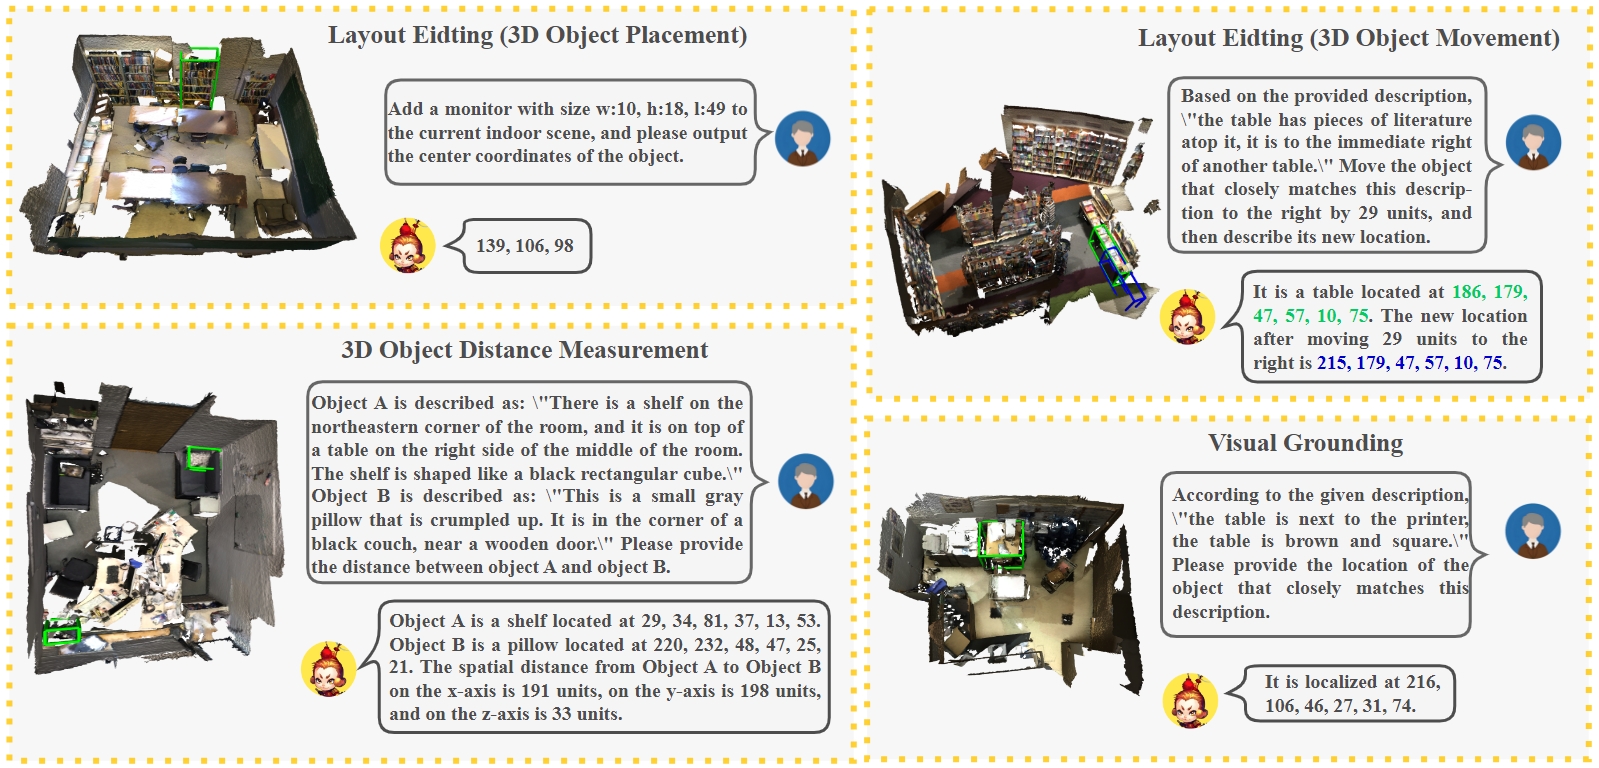 Layout Eidting (3D Object Placement)
Add a monitor with size w:10, h:18, l:49 to
the current indoor scene, and please output
the center coordinates of the object.
139, 106, 98
Layout Eidting (3D Object Movement)
Based on the provided description,
\"the table has pieces of literature
atop it, it is to the immediate right
of another table.\" Move the object
that closely matches this descrip-
tion to the right by 29 units, and
then describe its new location.
It is a table located at 186, 179,
47, 57, 10, 75. The new location
after moving 29 units to the
right is 215, 179, 47, 57, 10, 75.
3D Object Distance Measurement
Object A is described as: \"There is a shelf on the
northeastern corner of the room, and it is on top of
a table on the right side of the middle of the room.
The shelf is shaped like a black rectangular cube.\"
Object B is described as: \"This is a small gray
pillow that is crumpled up. It is in the corner of a
black couch, near a wooden door.\" Please provide
the distance between object A and object B.
Object A is a shelf located at 29, 34, 81, 37, 13, 53.
Object B is a pillow located at 220, 232, 48, 47, 25,
21. The spatial distance from Object A to Object B
on the x-axis is 191 units, on the y-axis is 198 units,
and on the z-axis is 33 units.
Visual Grounding
According to the given description,
\"the table is next to the printer,
the table is brown and square.\"
Please provide the location of the
object that closely matches this
description.
It is localized at 216,
106, 46, 27, 31, 74.